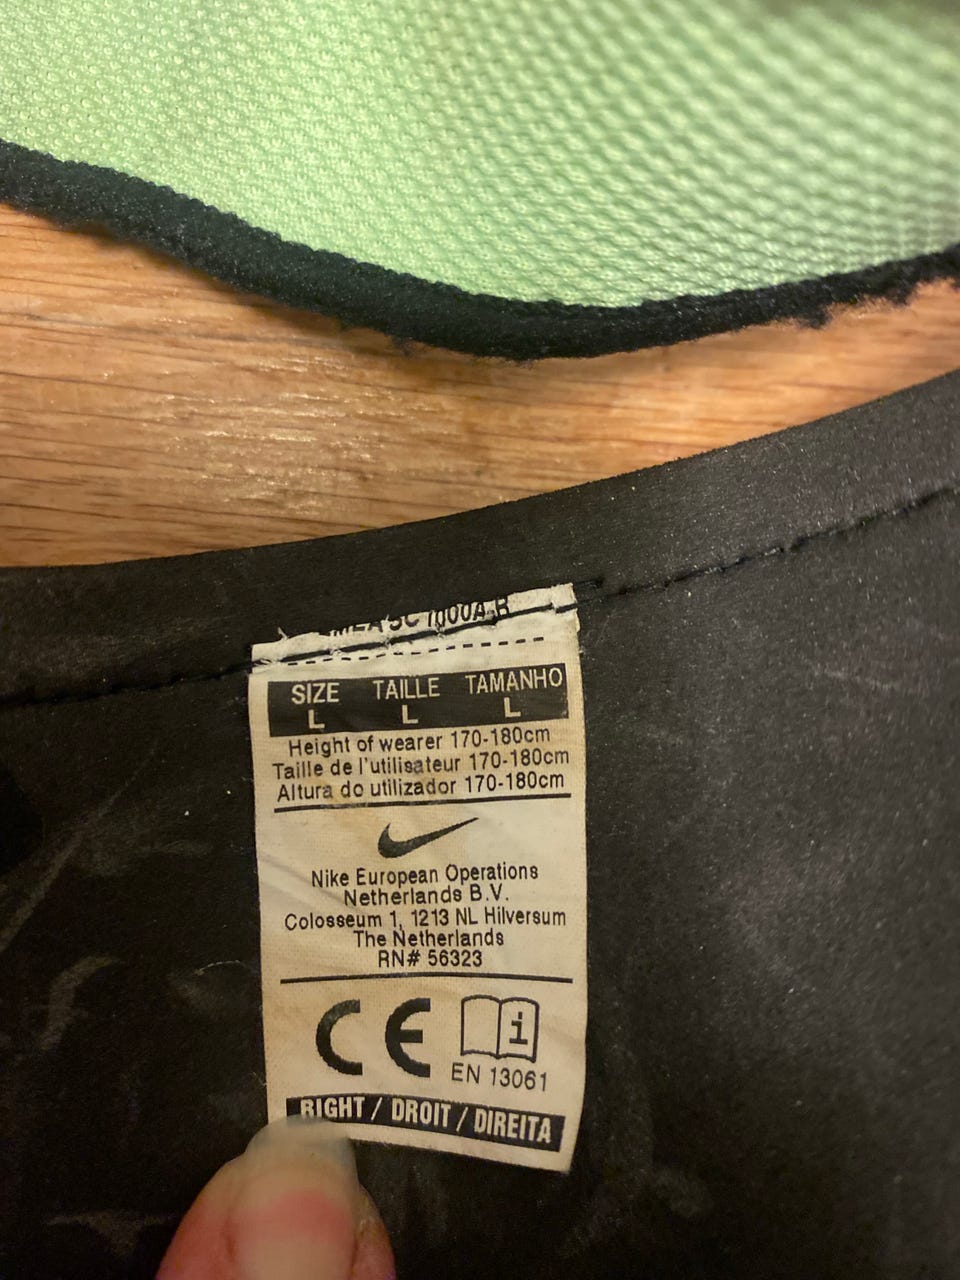 SIZE TAILLE TAMANHO
L L L
Height of wearer 170-180cm
Taille de l'utilisateur 170-180cm
Altura do utilizador 170-180cm
Nike European Operations
Netherlands B.V.
Colosseum 1, 1213 NL Hilversum
The Netherlands
RN# 56323
CE i
EN 13061
RIGHT / DROIT / DIREITA